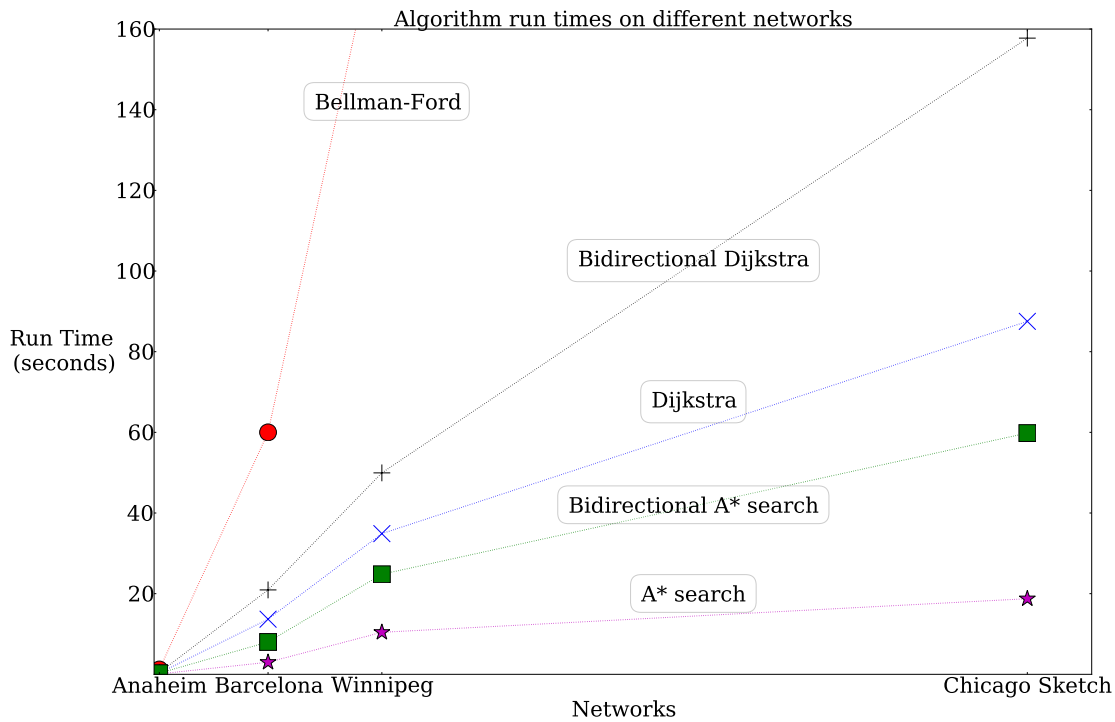 Algorithm run times on different networks
160
140
120
100
80
60
40
20
Run Time
(seconds)
Bellman-Ford
Bidirectional Dijkstra
Dijkstra
Bidirectional A* search
A* search
Anaheim Barcelona Winnipeg Chicago Sketch
Networks